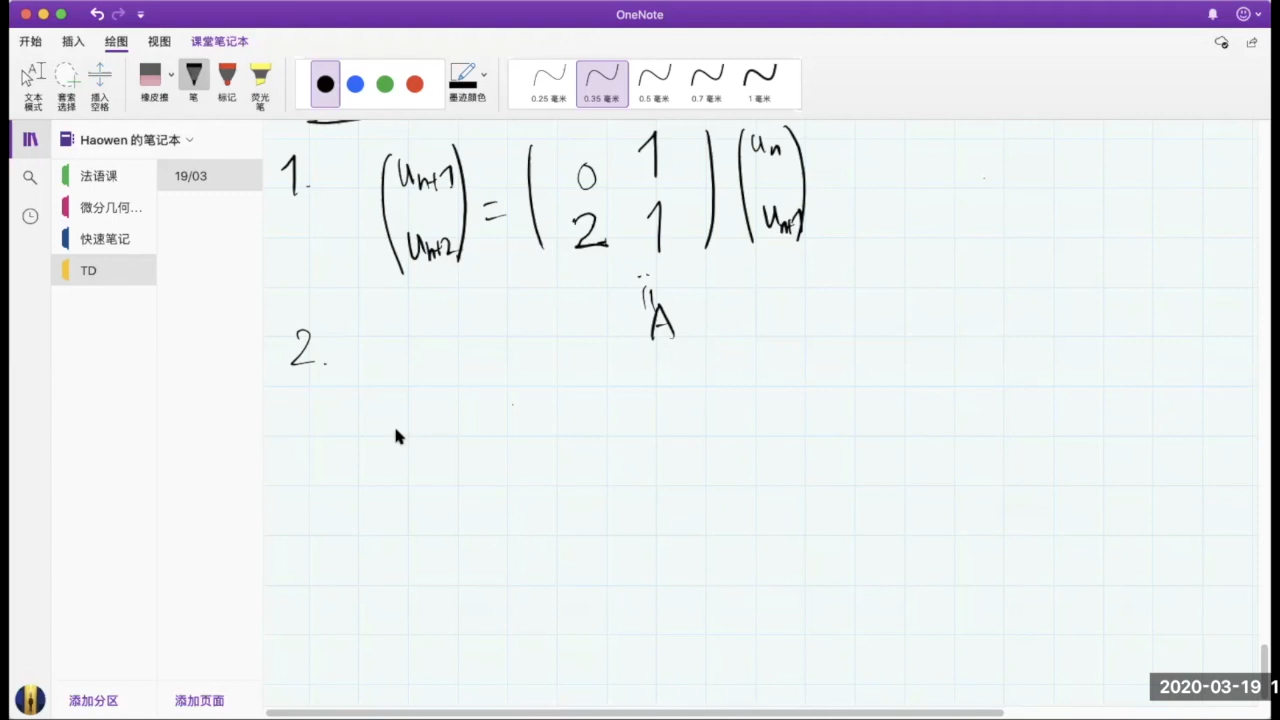 OneNote
开始 插入 绘图 视图 课堂笔记本
文本模式 套索选择 插入空格 橡皮擦 笔 标记 荧光笔 墨迹颜色 0.25 毫米 0.35 毫米 0.5 毫米 0.7 毫米 1 毫米
Haowen 的笔记本
法语课 19/03
微分几何...
快速笔记
TD
1. (u_{n+1} u_{n+2}) = (0 1 2 1) (u_n u_{n+1})
"
A
2.
添加分区 添加页面
2020-03-19 1